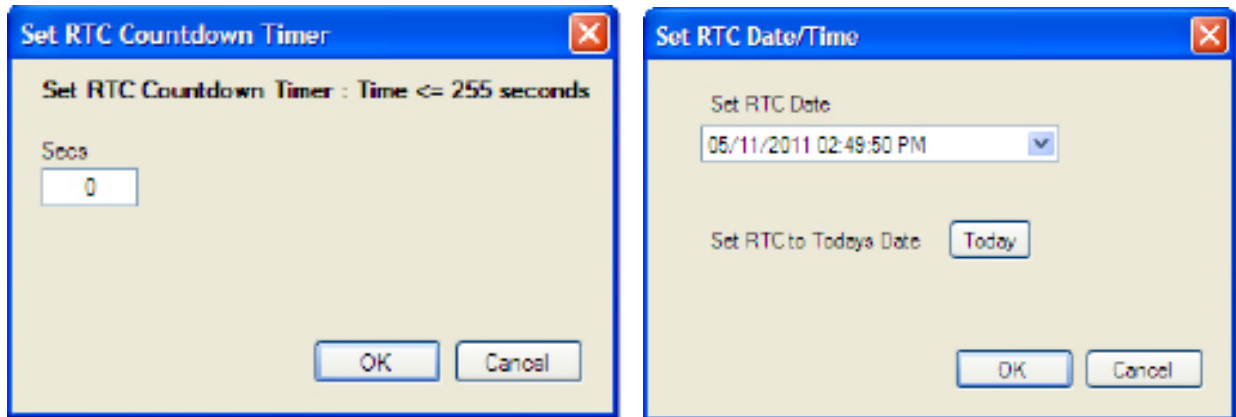 Set RTC Countdown Timer
Set RTC Countdown Timer : Time <= 255 seconds
Secs
0
OK Cancel
Set RTC Date/Time
Set RTC Date
05/11/2011 02:49:50 PM
Set RTC to Todays Date Today
OK Cancel